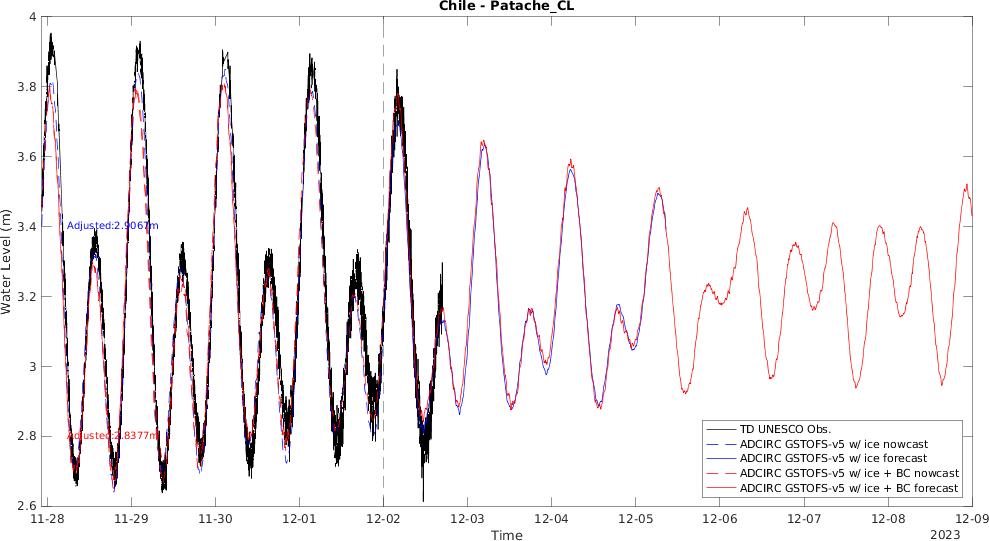 Chile - Patache_CL
4
3.8
3.6
3.4
3.2
3
2.8
2.6
Water Level (m)
Adjusted:2.9067m
Adjusted:2.8377m
TD UNESCO Obs.
ADCIRC GSTOFS-v5 w/ ice nowcast
ADCIRC GSTOFS-v5 w/ ice forecast
ADCIRC GSTOFS-v5 w/ ice + BC nowcast
ADCIRC GSTOFS-v5 w/ ice + BC forecast
11-28 11-29 11-30 12-01 12-02 12-03 12-04 12-05 12-06 12-07 12-08 12-09
Time
2023